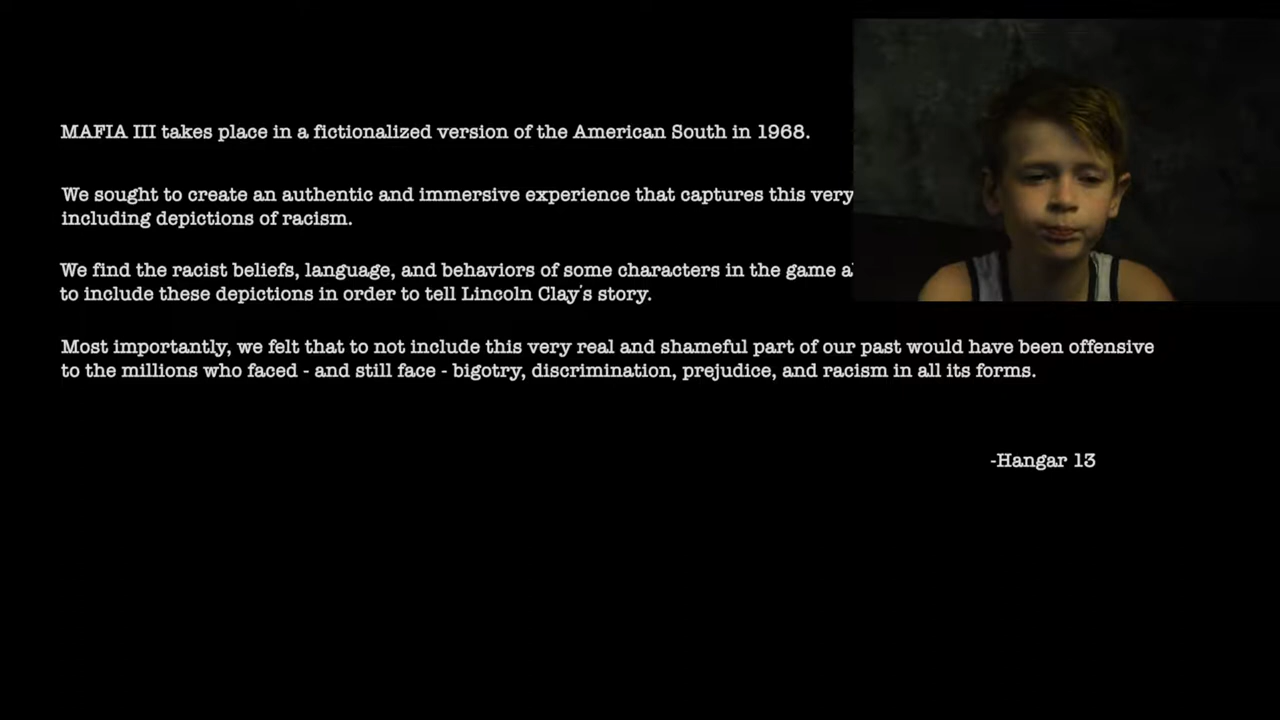 MAFIA III takes place in a fictionalized version of the American South in 1968.
We sought to create an authentic and immersive experience that captures this very
including depictions of racism.
We find the racist beliefs, language, and behaviors of some characters in the game
to include these depictions in order to tell Lincoln Clay's story.
Most importantly, we felt that to not include this very real and shameful part of our past would have been offensive
to the millions who faced - and still face - bigotry, discrimination, prejudice, and racism in all its forms.
-Hangar 13